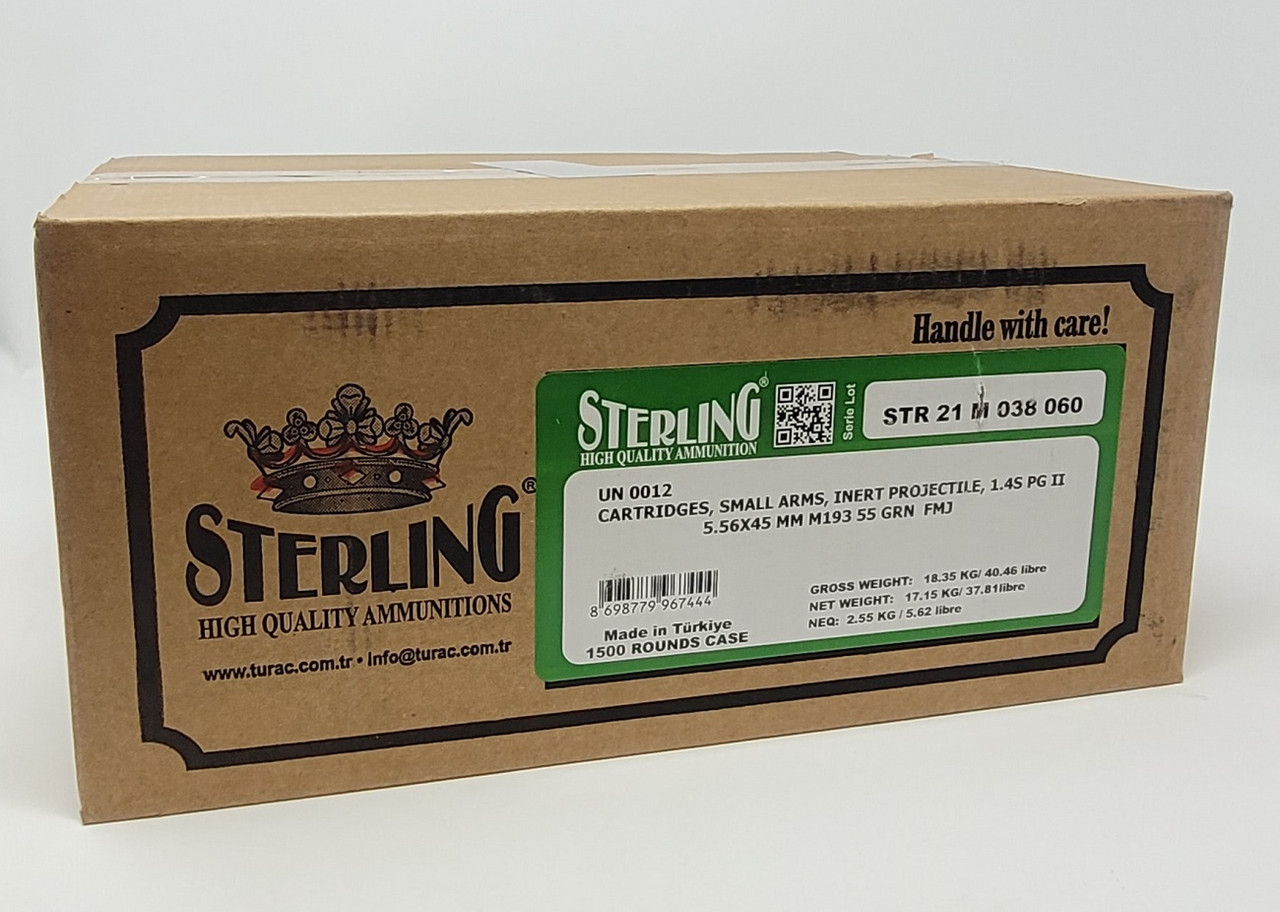 Handle with care!
STERLING®
HIGH QUALITY AMMUNITIONS
www.turac.com.tr • info@turac.com.tr
STERLING®
HIGH QUALITY AMMUNITION
Serie Lot
STR 21 M 038 060
UN 0012
CARTRIDGES, SMALL ARMS, INERT PROJECTILE, 1.4S PG II
5.56X45 MM M193 55 GRN FMJ
8 698779 967444
Made in Türkiye
1500 ROUNDS CASE
GROSS WEIGHT: 18.35 KG/ 40.46 libre
NET WEIGHT: 17.15 KG/ 37.81libre
NEQ: 2.55 KG / 5.62 libre